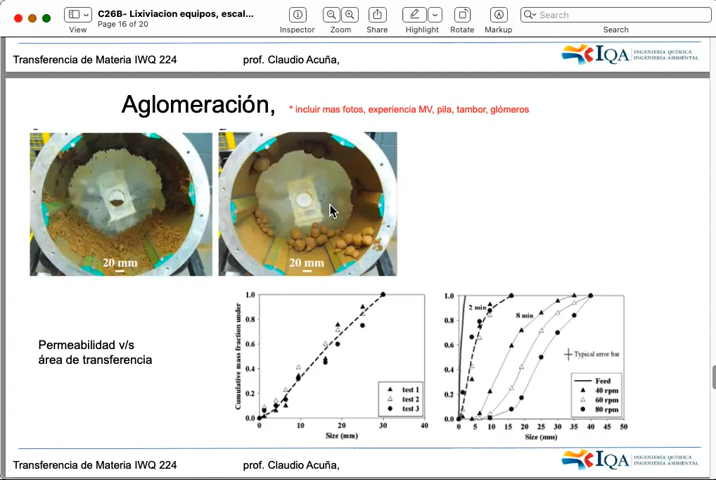 C26B- Lixiviacion equipos, escal...
Page 16 of 20
View
Inspector
Zoom
Share
Highlight
Rotate
Markup
Search
Search
Transferencia de Materia IWQ 224
prof. Claudio Acuña,
IQA
INGENIERÍA QUÍMICA
INGENIERÍA AMBIENTAL
Aglomeración,
* incluir mas fotos, experiencia MV, pila, tambor, glómeros
20 mm
20 mm
Permeabilidad v/s
área de transferencia
Cumulative mass fraction under
1.0
0.8
0.6
0.4
0.2
0.0
0
10
20
30
40
Size (mm)
test 1
test 2
test 3
1.0
0.8
0.6
0.4
0.2
0.0
0
5
10
15
20
25
30
35
40
45
50
Size (mm)
2 min
8 min
Typical error bar
Feed
40 rpm
60 rpm
80 rpm
Transferencia de Materia IWQ 224
prof. Claudio Acuña,
IQA
INGENIERÍA QUÍMICA
INGENIERÍA AMBIENTAL